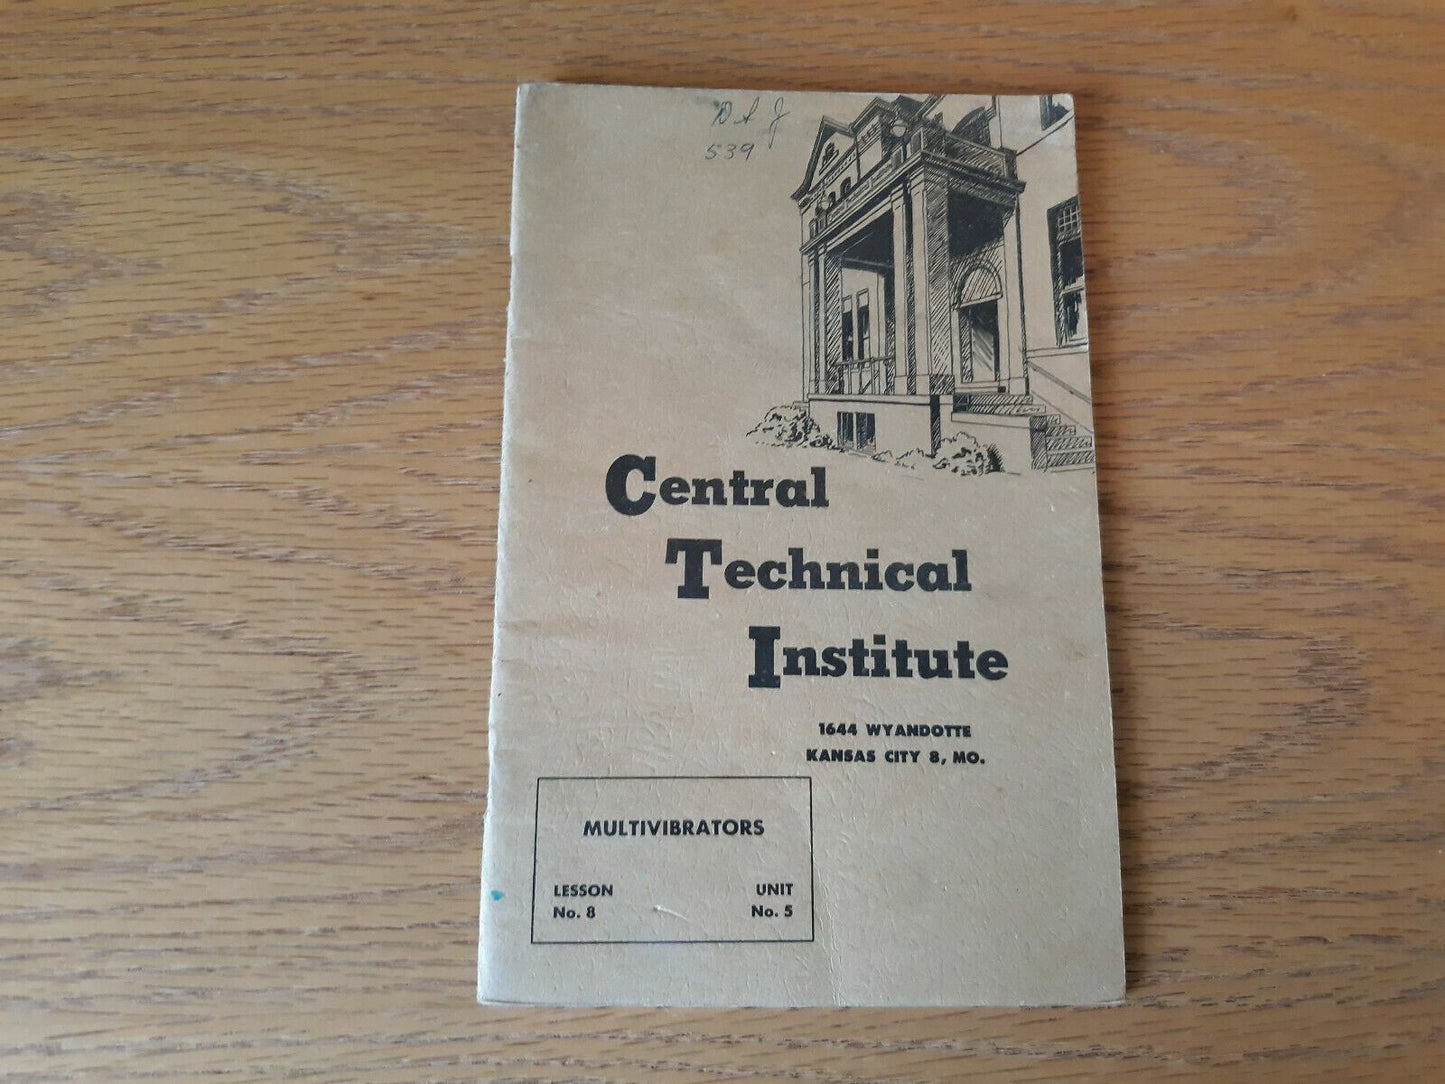 539
Central
Technical
Institute
1644 WYANDOTTE
KANSAS CITY 8, MO.
MULTIVIBRATORS
LESSON UNIT
No. 8 No. 5